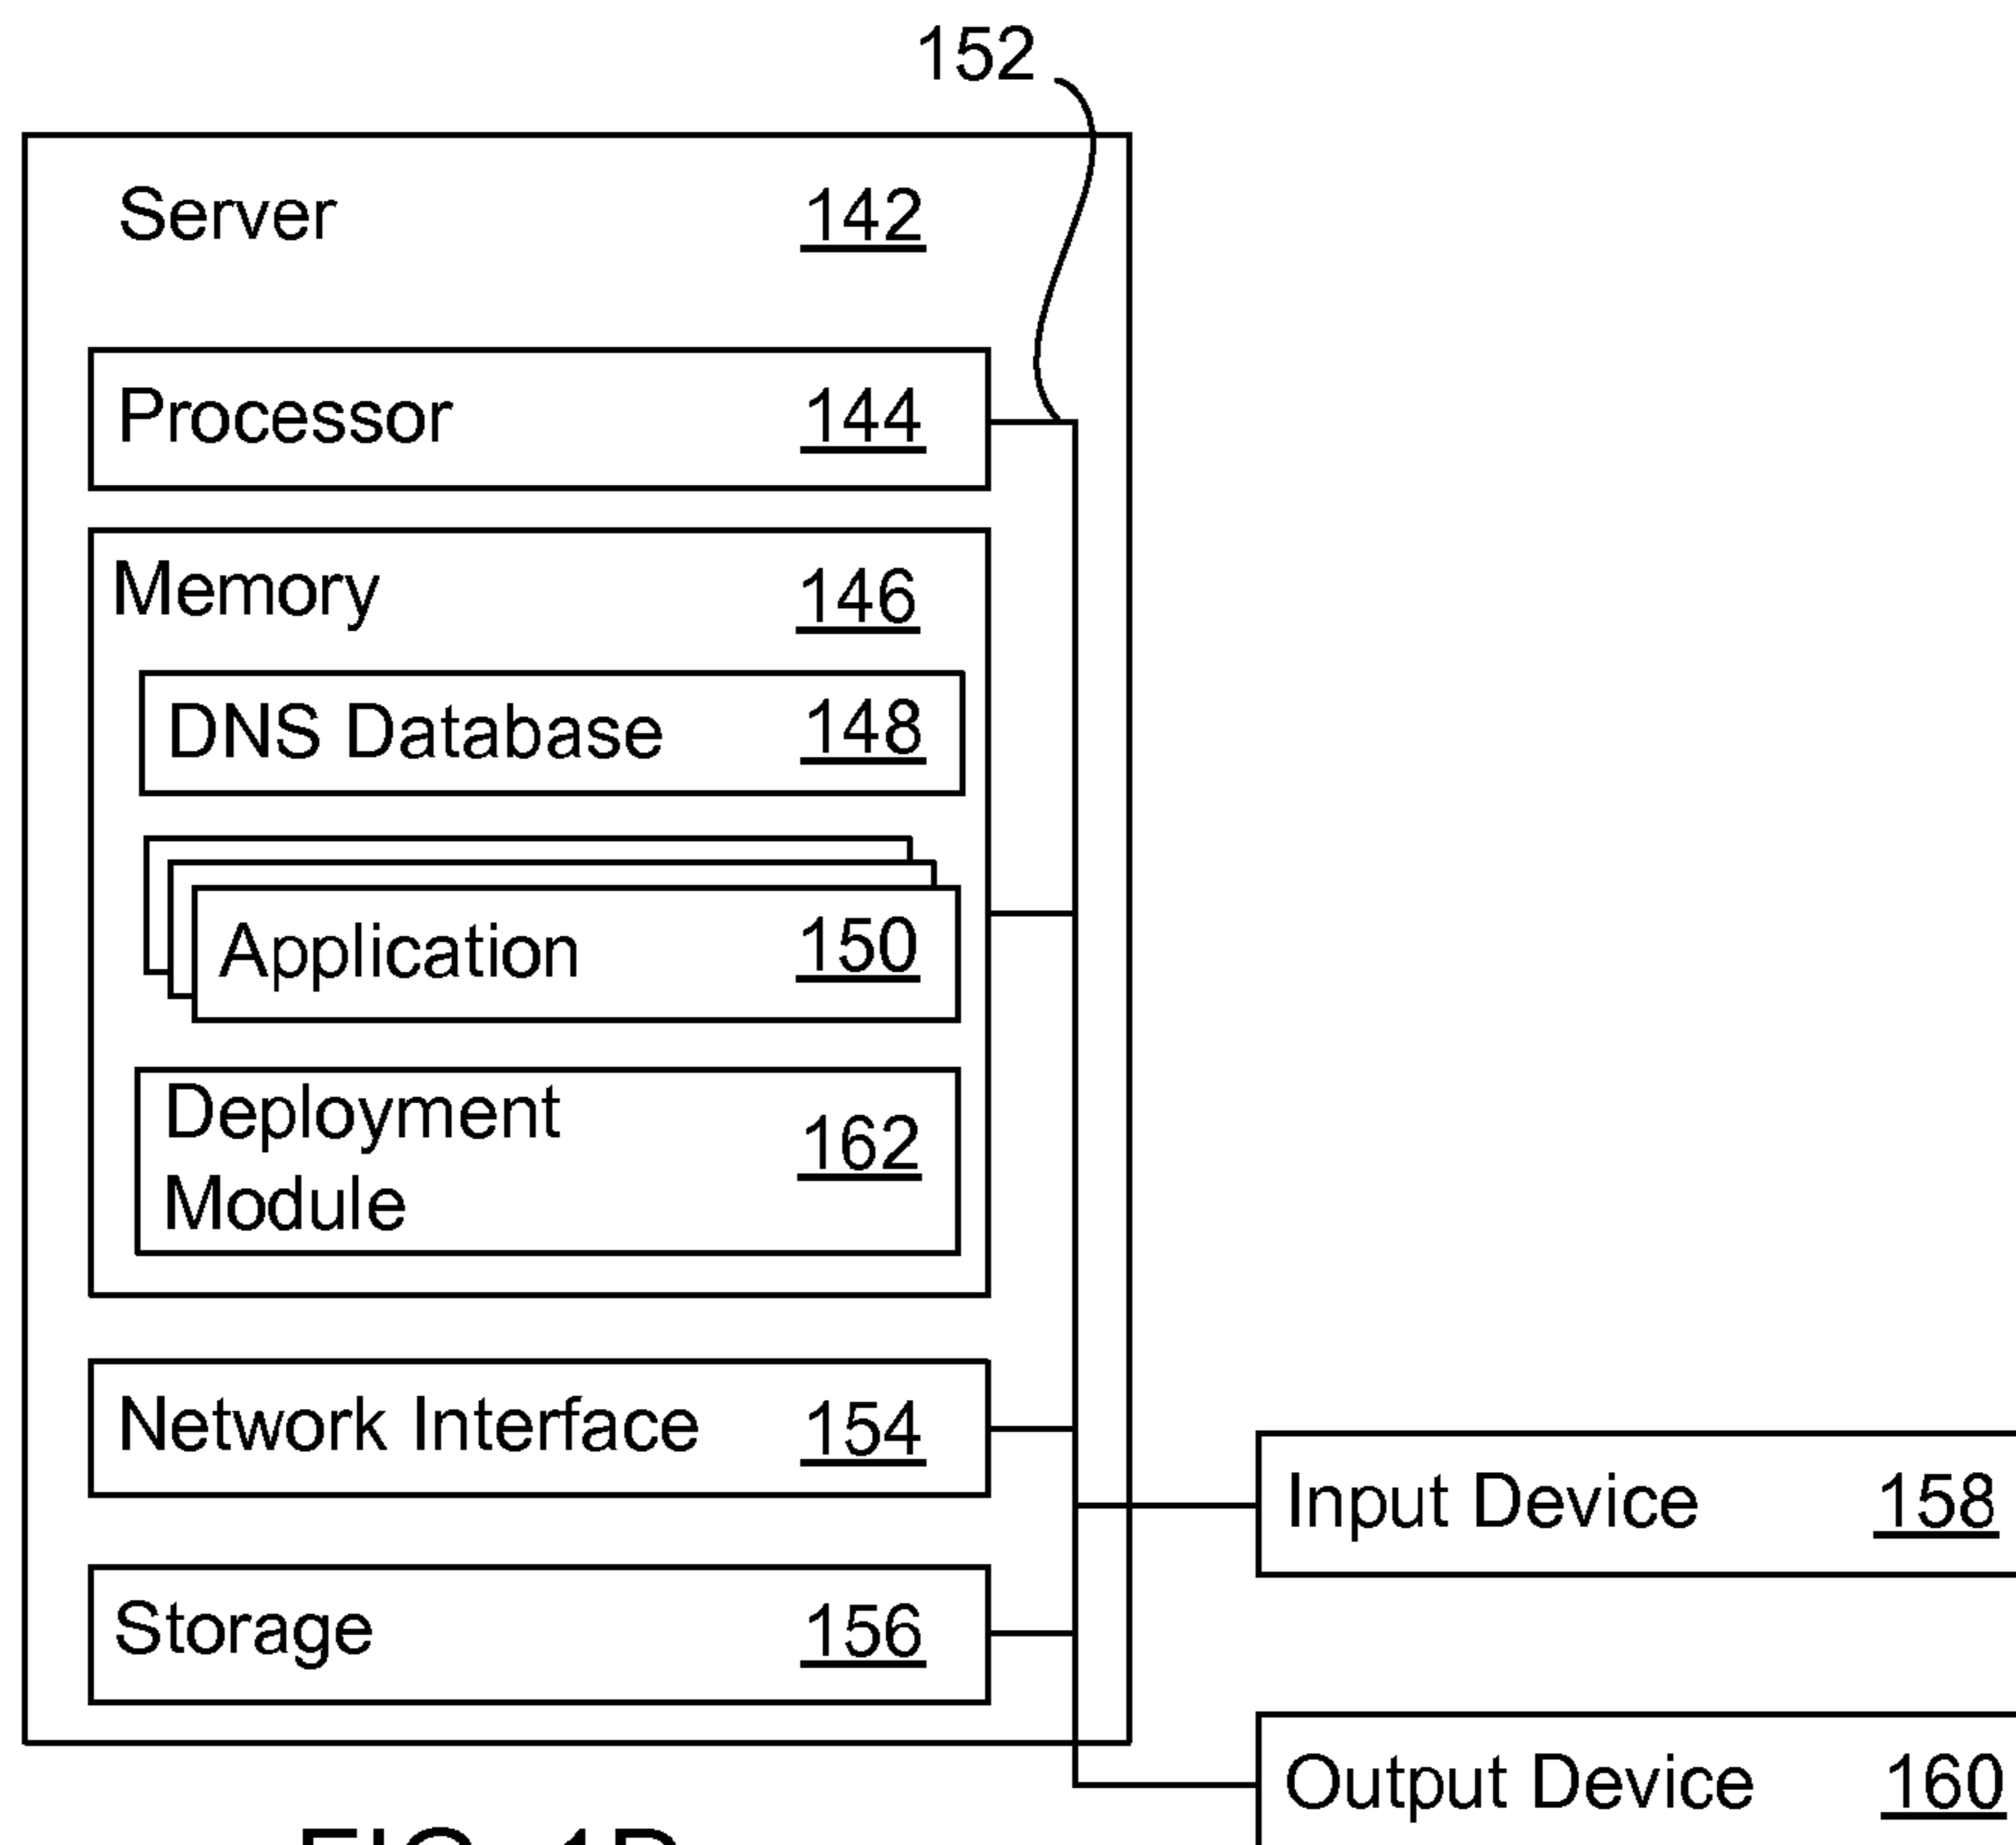 152
Server 142
Processor 144
Memory 146
DNS Database 148
Application 150
Deployment
Module 162
Network Interface 154
Input Device 158
Storage 156
Output Device 160